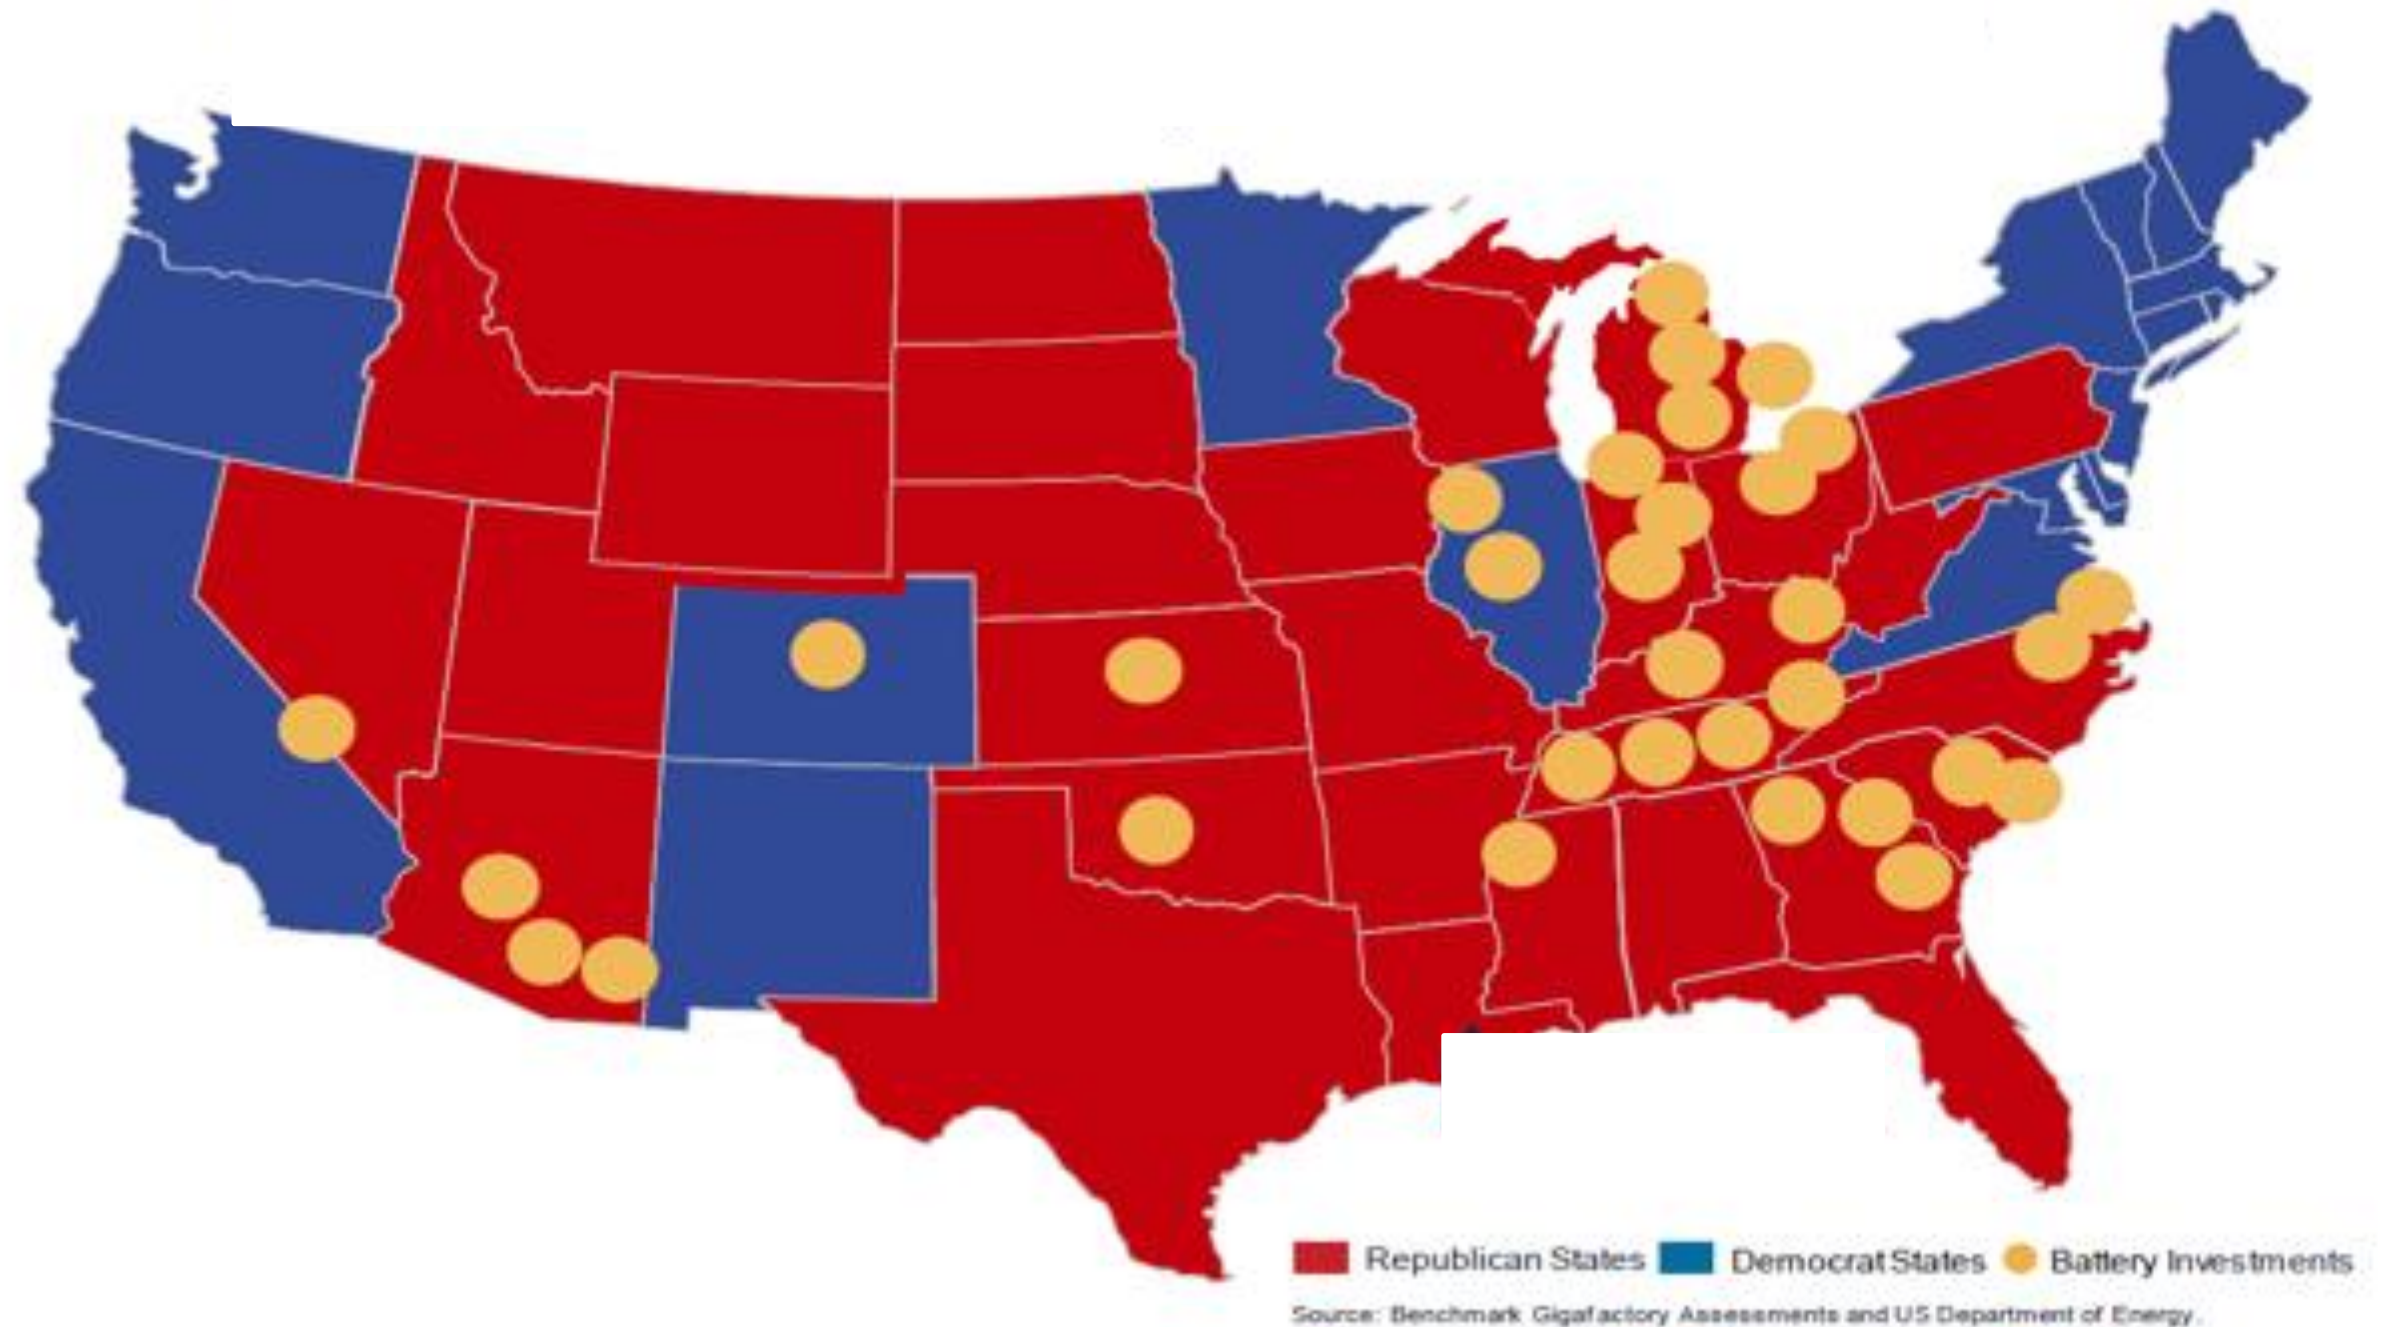 Republican States Democrat States Battery Investments
Source: Benchmark Gigafactory Assessments and US Department of Energy.